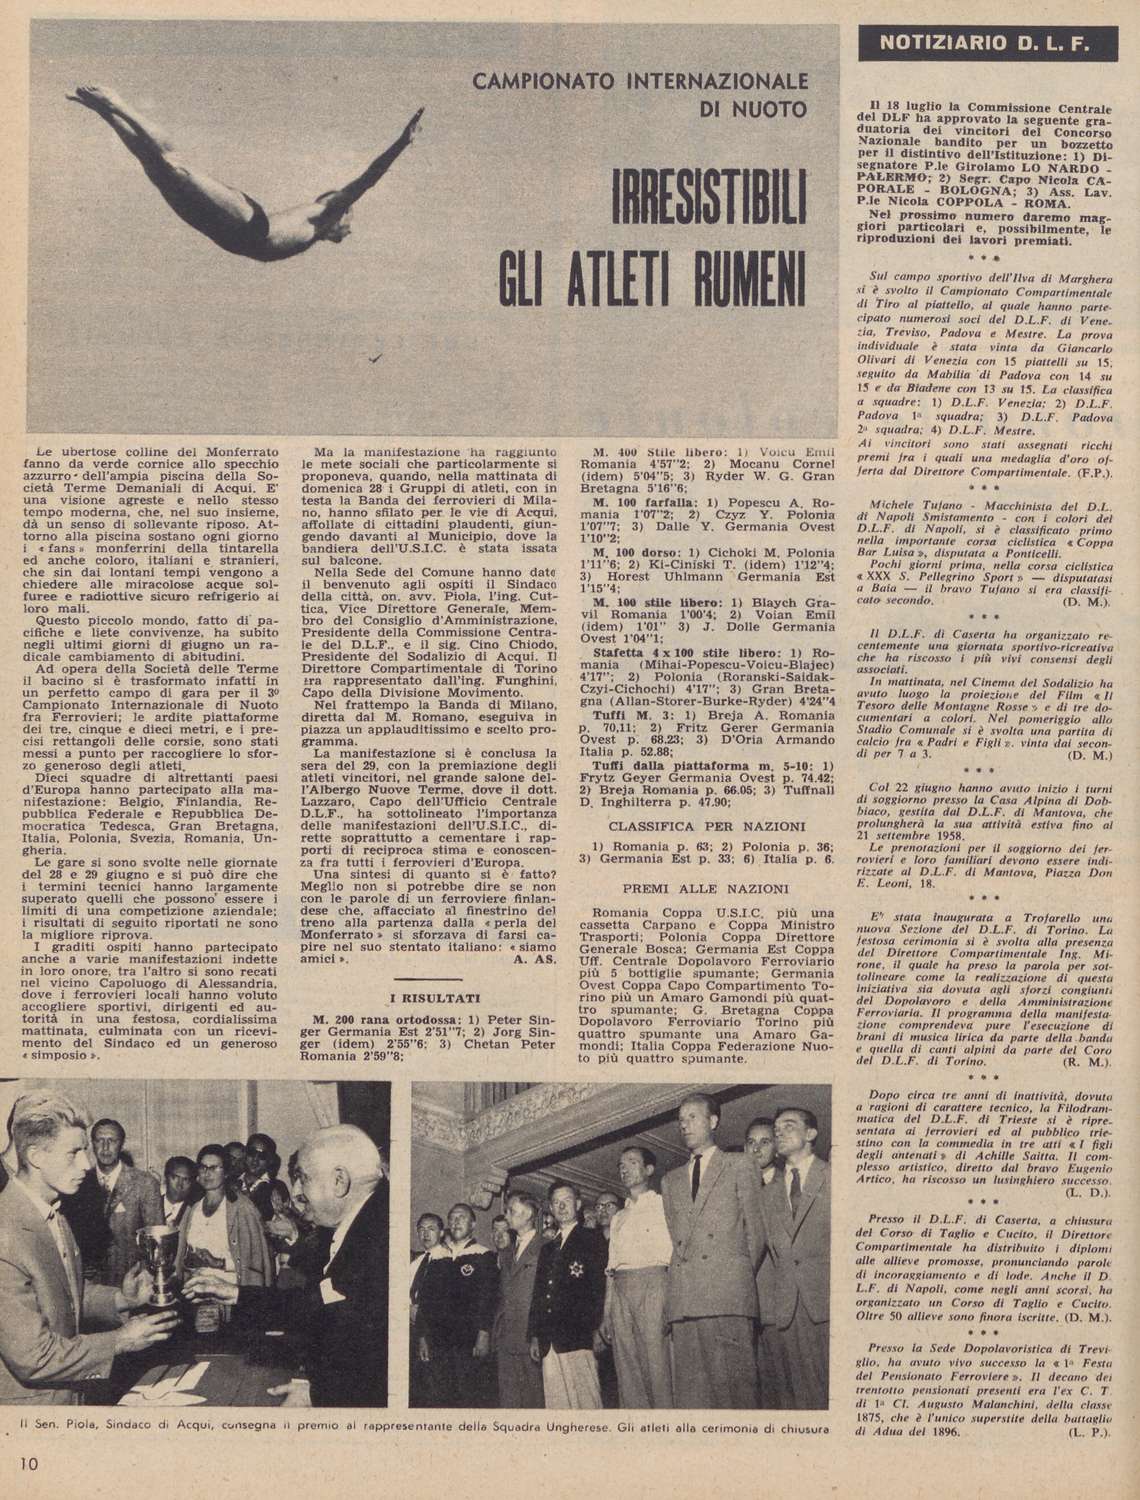 CAMPIONATO INTERNAZIONALE
DI NUOTO
IRRESISTIBILI
GLI ATLETI RUMENI
Le ubertose colline del Monferrato
fanno da verde cornice allo specchio
azzurro dell'ampia piscina della So-
cietà Terme Demaniali di Acqui. E'
una visione agreste e nello stesso
tempo moderna, che, nel suo insieme,
dà un senso di sollevante riposo. At-
torno alla piscina sostano ogni giorno
i « fans » monferrini della tintarella
ed anche coloro, italiani e stranieri,
che sin dai lontani tempi vengono a
chiedere alle miracolose acque sol-
furee e radiottive sicuro refrigerio ai
loro mali.
Questo piccolo mondo, fatto di pa-
cifiche e liete convivenze, ha subito
negli ultimi giorni di giugno un ra-
dicale cambiamento di abitudini.
Ad opera della Società delle Terme
il bacino si è trasformato infatti in
un perfetto campo di gara per il 3º
Campionato Internazionale di Nuoto
fra Ferrovieri; le ardite piattaforme
dei tre, cinque e dieci metri, e i pre-
cisi rettangoli delle corsie, sono stati
messi a punto per raccogliere lo sfor-
zo generoso degli atleti.
Dieci squadre di altrettanti paesi
d'Europa hanno partecipato alla ma-
nifestazione: Belgio, Finlandia, Re-
pubblica Federale e Repubblica De-
mocratica Tedesca, Gran Bretagna,
Italia, Polonia, Svezia, Romania, Un-
gheria.
Le gare si sono svolte nelle giornate
del 28 e 29 giugno e si può dire che
i termini tecnici hanno largamente
superato quelli che possono essere i
limiti di una competizione aziendale;
i risultati di seguito riportati ne sono
la migliore riprova.
I graditi ospiti hanno partecipato
anche a varie manifestazioni indette
in loro onore, tra l'altro si sono recati
nel vicino Capoluogo di Alessandria,
dove i ferrovieri locali hanno voluto
accogliere sportivi, dirigenti ed au-
torità in una festosa, cordialissima
mattinata, culminata con un ricevi-
mento del Sindaco ed un generoso
« simposio ».
Ma la manifestazione ha raggiunto
le mete sociali che particolarmente si
proponeva, quando, nella mattinata di
domenica 28 i Gruppi di atleti, con in
testa la Banda dei ferrovieri di Mila-
no, hanno sfilato per le vie di Acqui,
affollate di cittadini plaudenti, giun-
gendo davanti al Municipio, dove la
bandiera dell'U.S.I.C. è stata issata
sul balcone.
Nella Sede del Comune hanno dato
il benvenuto agli ospiti il Sindaco
della città, on. avv. Piola, l'ing. Cut-
tica, Vice Direttore Generale, Mem-
bro del Consiglio d'Amministrazione,
Presidente della Commissione Centra-
le del D.L.F., e il sig. Cino Chiodo,
Presidente del Sodalizio di Acqui. Il
Direttore Compartimentale di Torino
era rappresentato dall'ing. Funghini,
Capo della Divisione Movimento.
Nel frattempo la Banda di Milano,
diretta dal M. Romano, eseguiva in
piazza un applauditissimo e scelto pro-
gramma.
La manifestazione si è conclusa la
sera del 29, con la premiazione degli
atleti vincitori, nel grande salone del-
l'Albergo Nuove Terme, dove il dott.
Lazzaro, Capo dell'Ufficio Centrale
D.L.F., ha sottolineato l'importanza
delle manifestazioni dell'U.S.I.C., di-
rette soprattutto a cementare i rap-
porti di reciproca stima e conoscen-
za fra tutti i ferrovieri d'Europa.
Una sintesi di quanto si è fatto?
Meglio non si potrebbe dire se non
con le parole di un ferroviere finlan-
dese che, affacciato al finestrino del
treno alla partenza dalla « perla del
Monferrato » si sforzava di farsi ca-
pire nel suo stentato italiano: « siamo
amici ». A. AS.
I RISULTATI
M. 200 rana ortodossa: 1) Peter Sin-
ger Germania Est 2'51''7; 2) Jorg Sin-
ger (idem) 2'55''6; 3) Chetan Peter
Romania 2'59''8;
M. 400 Stile libero: 1) Voicu Emil
Romania 4'57''2; 2) Mocanu Cornel
(idem) 5'04''5; 3) Ryder W. G. Gran
Bretagna 5'16''6;
M. 100 farfalla: 1) Popescu A. Ro-
mania 1'07''2; 2) Czyz Y. Polonia
1'07''7; 3) Dalle Y. Germania Ovest
1'10''2;
M. 100 dorso: 1) Cichoki M. Polonia
1'11''6; 2) Ki-Ciniski T. (idem) 1'12''4;
3) Horest Uhlmann Germania Est
1'15''4;
M. 100 stile libero: 1) Blaych Gra-
vil Romania 1'00''4; 2) Voian Emil
(idem) 1'01'' 3) J. Dolle Germania
Ovest 1'04''1;
Stafetta 4 x 100 stile libero: 1) Ro-
mania (Mihai-Popescu-Voicu-Blajec)
4'17''; 2) Polonia (Roranski-Saidak-
Czyi-Cichochi) 4'17''; 3) Gran Breta-
gna (Allan-Storer-Burke-Ryder) 4'24''4
Tuffi M. 3: 1) Breja A. Romania
p. 70,11; 2) Fritz Gerer Germania
Ovest p. 68.23; 3) D'Oria Armando
Italia p. 52.88;
Tuffi dalla piattaforma m. 5-10: 1)
Frytz Geyer Germania Ovest p. 74.42;
2) Breja Romania p. 66.05; 3) Tuffnall
D. Inghilterra p. 47.90;
CLASSIFICA PER NAZIONI
1) Romania p. 63; 2) Polonia p. 36;
3) Germania Est p. 33; 6) Italia p. 6.
PREMI ALLE NAZIONI
Romania Coppa U.S.I.C. più una
cassetta Carpano e Coppa Ministro
Trasporti; Polonia Coppa Direttore
Generale Bosca; Germania Est Coppa
Uff. Centrale Dopolavoro Ferroviario
più 5 bottiglie spumante; Germania
Ovest Coppa Capo Compartimento To-
rino più un Amaro Gamondi più quat-
tro spumante; G. Bretagna Coppa
Dopolavoro Ferroviario Torino più
quattro spumante una Amaro Ga-
mondi; Italia Coppa Federazione Nuo-
to più quattro spumante.
Il Sen. Piola, Sindaco di Acqui, consegna il premio al rappresentante della Squadra Ungherese. Gli atleti alla cerimonia di chiusura
10
NOTIZIARIO D. L. F.
Il 18 luglio la Commissione Centrale
del DLF ha approvato la seguente gra-
duatoria dei vincitori del Concorso
Nazionale bandito per un bozzetto
per il distintivo dell'Istituzione: 1) Di-
segnatore P.le Girolamo LO NARDO -
PALERMO; 2) Segr. Capo Nicola CA-
PORALE - BOLOGNA; 3) Ass. Lav.
P.le Nicola COPPOLA - ROMA.
Nel prossimo numero daremo mag-
giori particolari e, possibilmente, le
riproduzioni dei lavori premiati.
* * *
Sul campo sportivo dell'Ilva di Marghera
si è svolto il Campionato Compartimentale
di Tiro al piattello, al quale hanno parte-
cipato numerosi soci del D.L.F. di Vene-
zia, Treviso, Padova e Mestre. La prova
individuale è stata vinta da Giancarlo
Olivari di Venezia con 15 piattelli su 15,
seguito da Mabilia di Padova con 14 su
15 e da Biadene con 13 su 15. La classifica
a squadre: 1) D.L.F. Venezia; 2) D.L.F.
Padova 1ª squadra; 3) D.L.F. Padova
2ª squadra; 4) D.L.F. Mestre.
Ai vincitori sono stati assegnati ricchi
premi fra i quali una medaglia d'oro of-
ferta dal Direttore Compartimentale. (F.P.).
* * *
Michele Tufano - Macchinista del D.L.
di Napoli Smistamento - con i colori del
D.L.F. di Napoli, si è classificato primo
nella importante corsa ciclistica « Coppa
Bar Luisa », disputata a Ponticelli.
Pochi giorni prima, nella corsa ciclistica
« XXX S. Pellegrino Sport » — disputatasi
a Baia — il bravo Tufano si era classifi-
cato secondo. (D. M.).
* * *
Il D.L.F. di Caserta ha organizzato re-
centemente una giornata sportivo-ricreativa
che ha riscosso i più vivi consensi degli
associati.
In mattinata, nel Cinema del Sodalizio ha
avuto luogo la proiezione del Film « Il
Tesoro delle Montagne Rosse » e di tre do-
cumentari a colori. Nel pomeriggio allo
Stadio Comunale si è svolta una partita di
calcio fra « Padri e Figli ». vinta dai secon-
di per 7 a 3. (D. M.)
* * *
Col 22 giugno hanno avuto inizio i turni
di soggiorno presso la Casa Alpina di Dob-
biaco, gestita dal D.L.F. di Mantova, che
prolungherà la sua attività estiva fino al
21 settembre 1958.
Le prenotazioni per il soggiorno dei fer-
rovieri e loro familiari devono essere indi-
rizzate al D.L.F. di Mantova, Piazza Don
E. Leoni, 18.
* * *
E' stata inaugurata a Trofarello una
nuova Sezione del D.L.F. di Torino. La
festosa cerimonia si è svolta alla presenza
del Direttore Compartimentale Ing. Mi-
rone, il quale ha preso la parola per sot-
tolineare come la realizzazione di questa
iniziativa sia dovuta agli sforzi congiunti
del Dopolavoro e della Amministrazione
Ferroviaria. Il programma della manifesta-
zione comprendeva pure l'esecuzione di
brani di musica lirica da parte della banda
e quella di canti alpini da parte del Coro
del D.L.F. di Torino. (R. M.).
* * *
Dopo circa tre anni di inattività, dovuta
a ragioni di carattere tecnico, la Filodram-
matica del D.L.F. di Trieste si è ripre-
sentata ai ferrovieri ed al pubblico trie-
stino con la commedia in tre atti « I figli
degli antenati » di Achille Saitta. Il com-
plesso artistico, diretto dal bravo Eugenio
Artico, ha riscosso un lusinghiero successo.
(L. D.).
* * *
Presso il D.L.F. di Caserta, a chiusura
del Corso di Taglio e Cucito, il Direttore
Compartimentale ha distribuito i diplomi
alle allieve promosse, pronunciando parole
di incoraggiamento e di lode. Anche il D.
L.F. di Napoli, come negli anni scorsi, ha
organizzato un Corso di Taglio e Cucito.
Oltre 50 allieve sono finora iscritte. (D. M.).
* * *
Presso la Sede Dopolavoristica di Trevi-
glio, ha avuto vivo successo la « 1ª Festa
del Pensionato Ferroviere ». Il decano dei
trentotto pensionati presenti era l'ex C. T.
di 1ª Cl. Augusto Malanchini, della classe
1875, che è l'unico superstite della battaglia
di Adua del 1896. (L. P.).